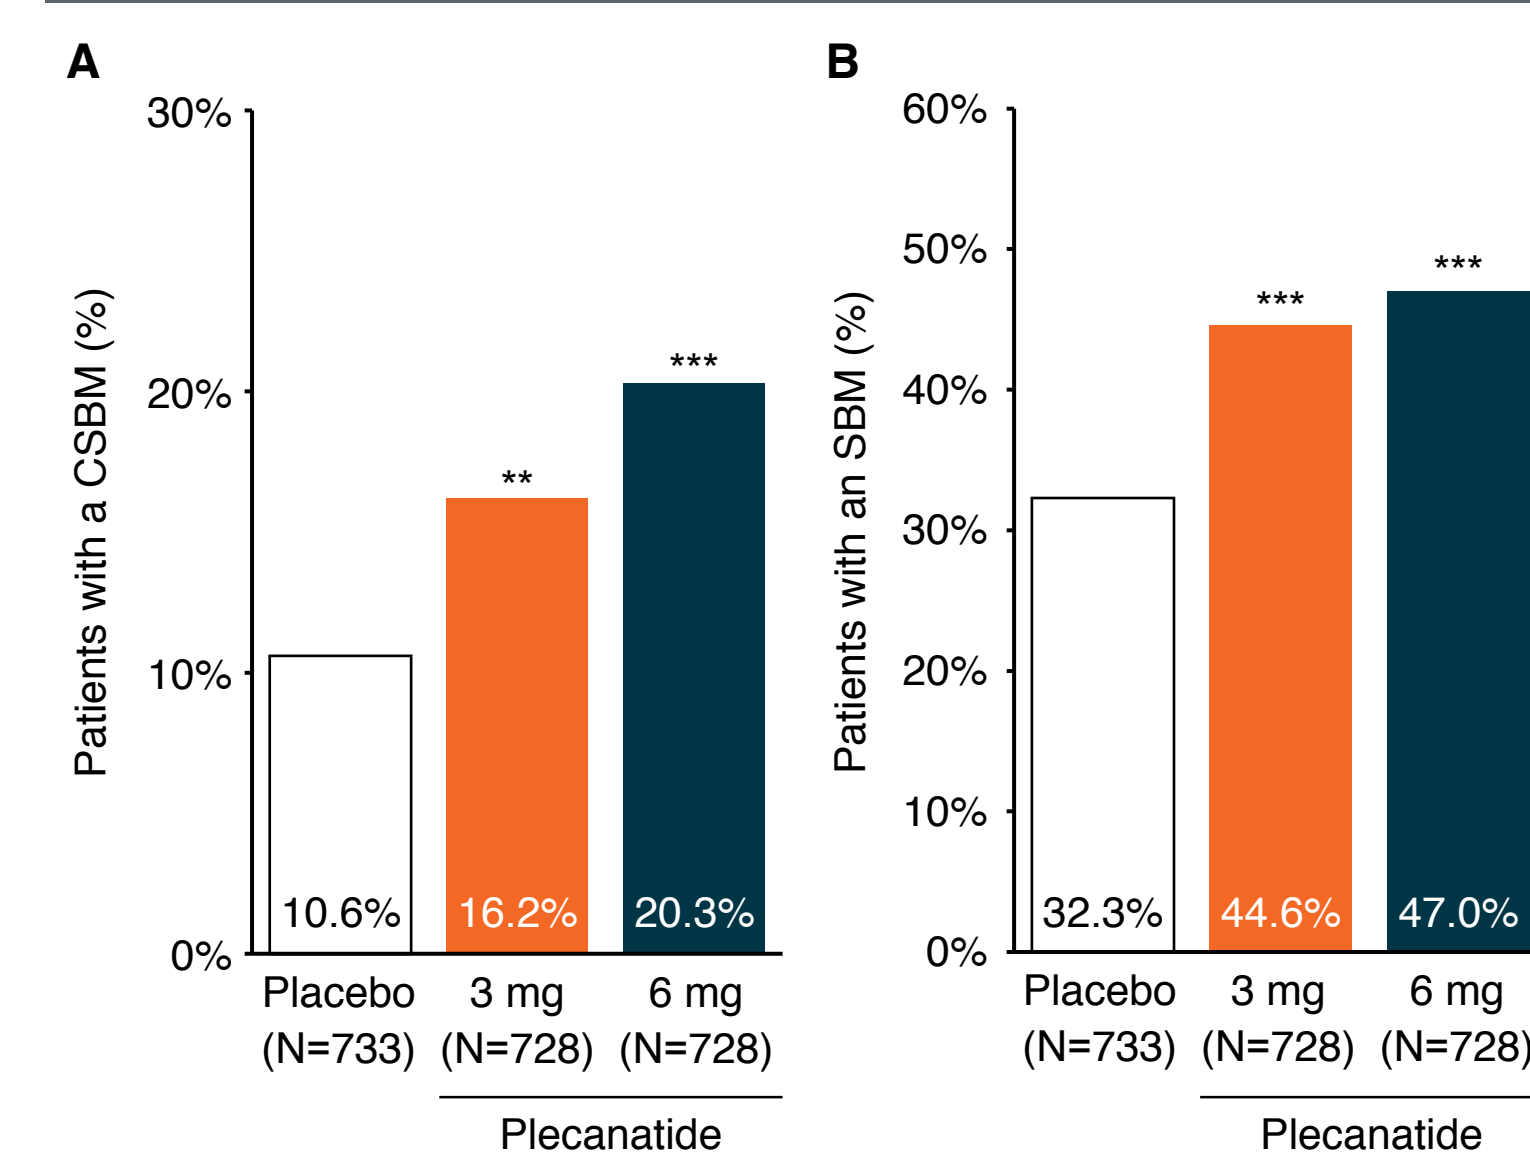 A
Patients with a CSBM (%)
30%
20%
10%
0%
**
***
10.6%
16.2%
20.3%
Placebo
(N=733)
3 mg
(N=728)
6 mg
(N=728)
Plecanatide
B
Patients with an SBM (%)
60%
50%
40%
30%
20%
10%
0%
***
***
32.3%
44.6%
47.0%
Placebo
(N=733)
3 mg
(N=728)
6 mg
(N=728)
Plecanatide